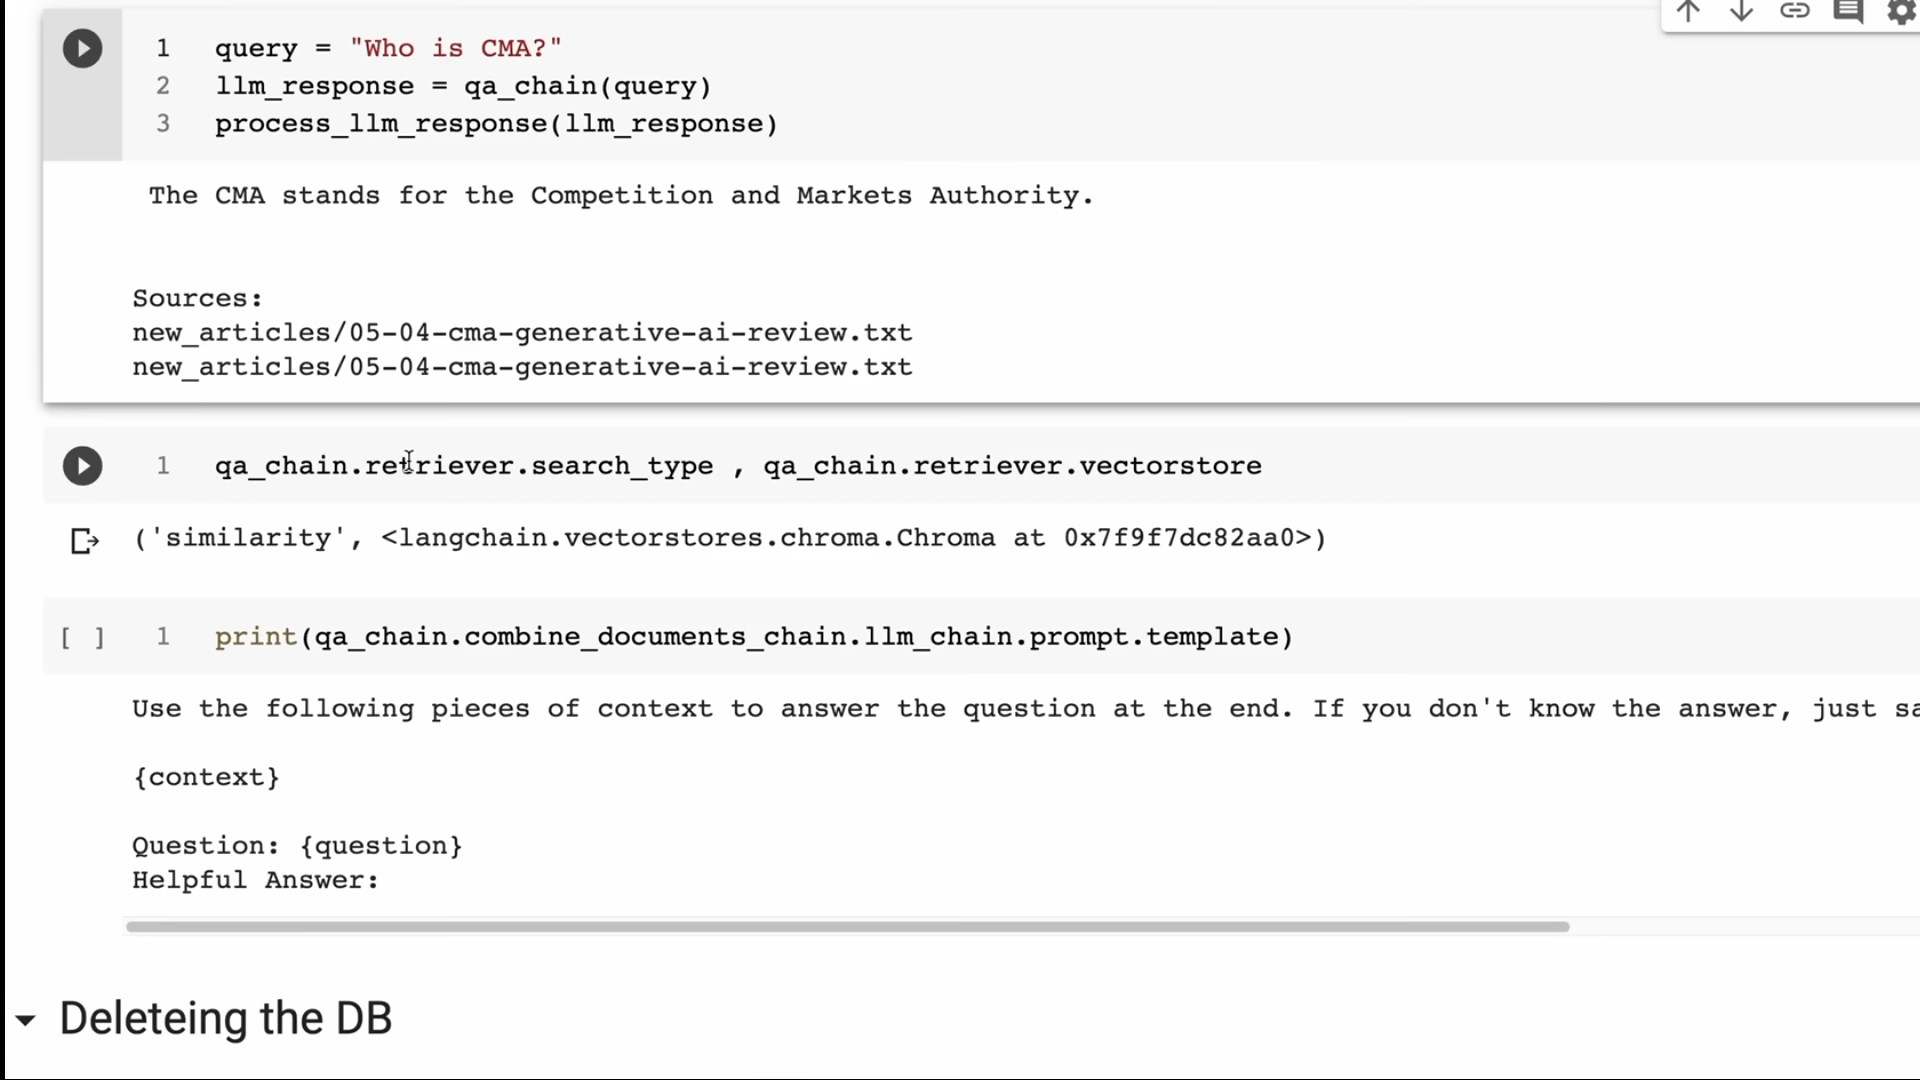 1 query = "Who is CMA?"
2 llm_response = qa_chain(query)
3 process_llm_response(llm_response)
The CMA stands for the Competition and Markets Authority.
Sources:
new_articles/05-04-cma-generative-ai-review.txt
new_articles/05-04-cma-generative-ai-review.txt
1 qa_chain.retriever.search_type , qa_chain.retriever.vectorstore
('similarity', <langchain.vectorstores.chroma.Chroma at 0x7f9f7dc82aa0>)
[ ] 1 print(qa_chain.combine_documents_chain.llm_chain.prompt.template)
Use the following pieces of context to answer the question at the end. If you don't know the answer, just sa
{context}
Question: {question}
Helpful Answer:
Deleteing the DB